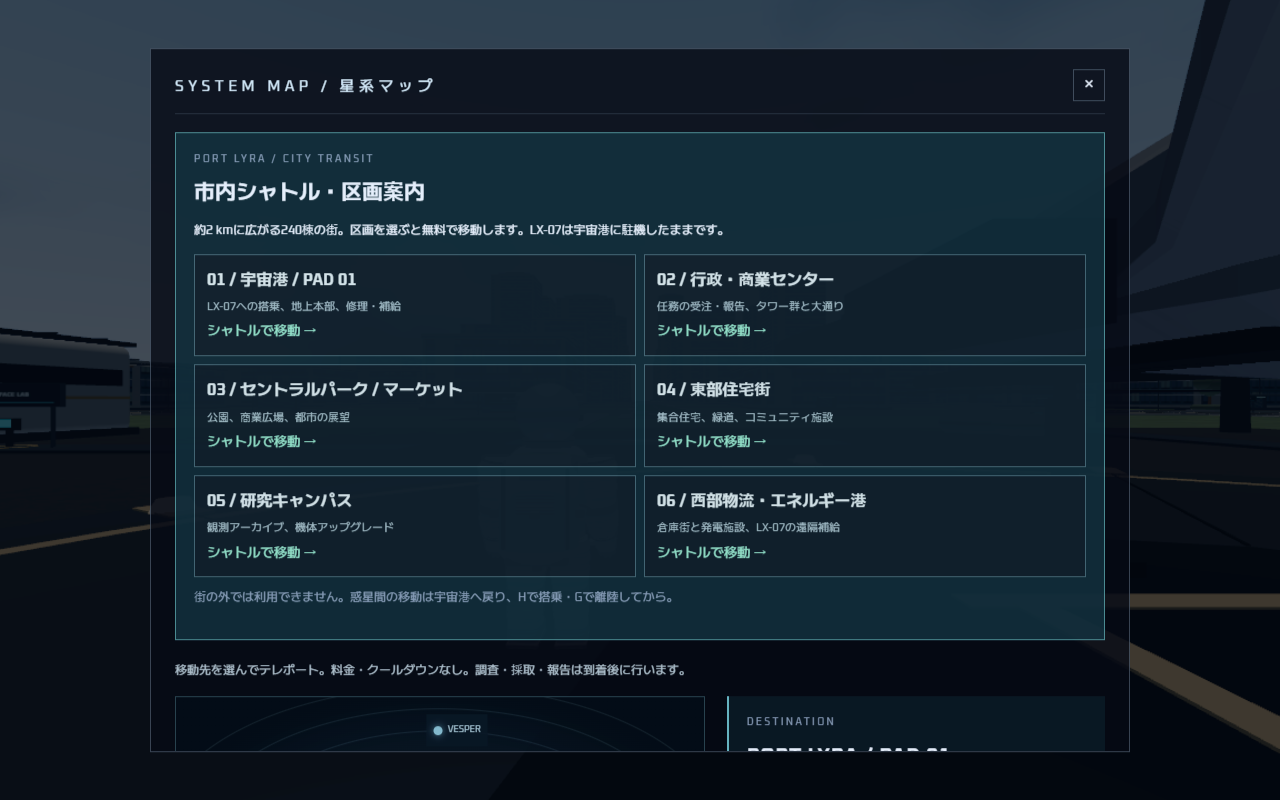 SYSTEM MAP / 星系マップ
×
PORT LYRA / CITY TRANSIT
市内シャトル・区画案内
約2 kmに広がる240棟の街。区画を選ぶと無料で移動します。LX-07は宇宙港に駐機したままです。
01 / 宇宙港 / PAD 01
LX-07への搭乗、地上本部、修理・補給
シャトルで移動 →
02 / 行政・商業センター
任務の受注・報告、タワー群と大通り
シャトルで移動 →
03 / セントラルパーク / マーケット
公園、商業広場、都市の展望
シャトルで移動 →
04 / 東部住宅街
集合住宅、緑道、コミュニティ施設
シャトルで移動 →
05 / 研究キャンパス
観測アーカイブ、機体アップグレード
シャトルで移動 →
06 / 西部物流・エネルギー港
倉庫街と発電施設、LX-07の遠隔補給
シャトルで移動 →
街の外では利用できません。惑星間の移動は宇宙港へ戻り、Hで搭乗・Gで離陸してから。
移動先を選んでテレポート。料金・クールダウンなし。調査・採取・報告は到着後に行います。
VESPER
DESTINATION
PORT LYRA / PAD 01